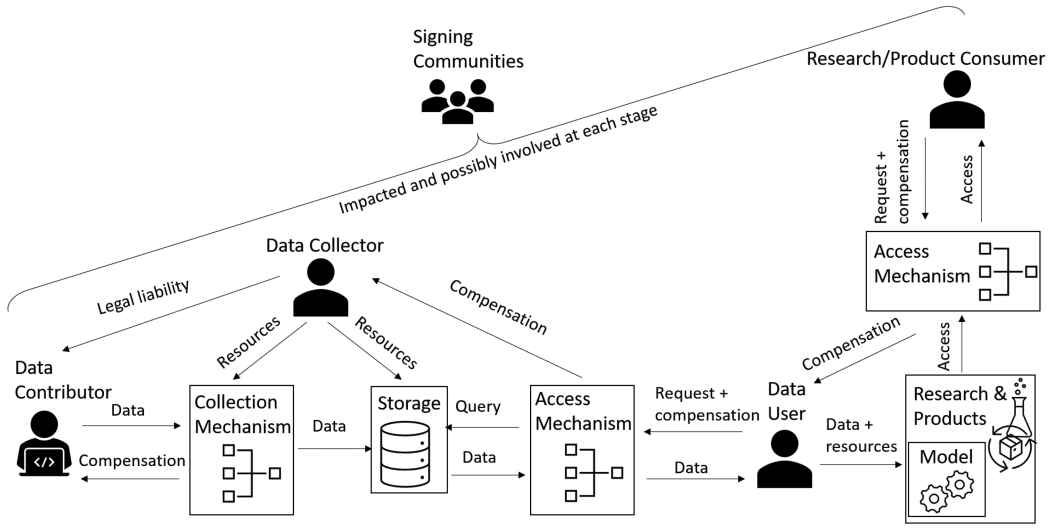 Signing
Communities
Research/Product Consumer
Impacted and possibly involved at each stage
Request +
compensation
Access
Access
Mechanism
Data Collector
Legal liability
Compensation
Resources
Resources
Compensation
Access
Data
Contributor
Data
Compensation
Collection
Mechanism
Data
Storage
Query
Data
Access
Mechanism
Request +
compensation
Data
Data
User
Data +
resources
Research &
Products
Model